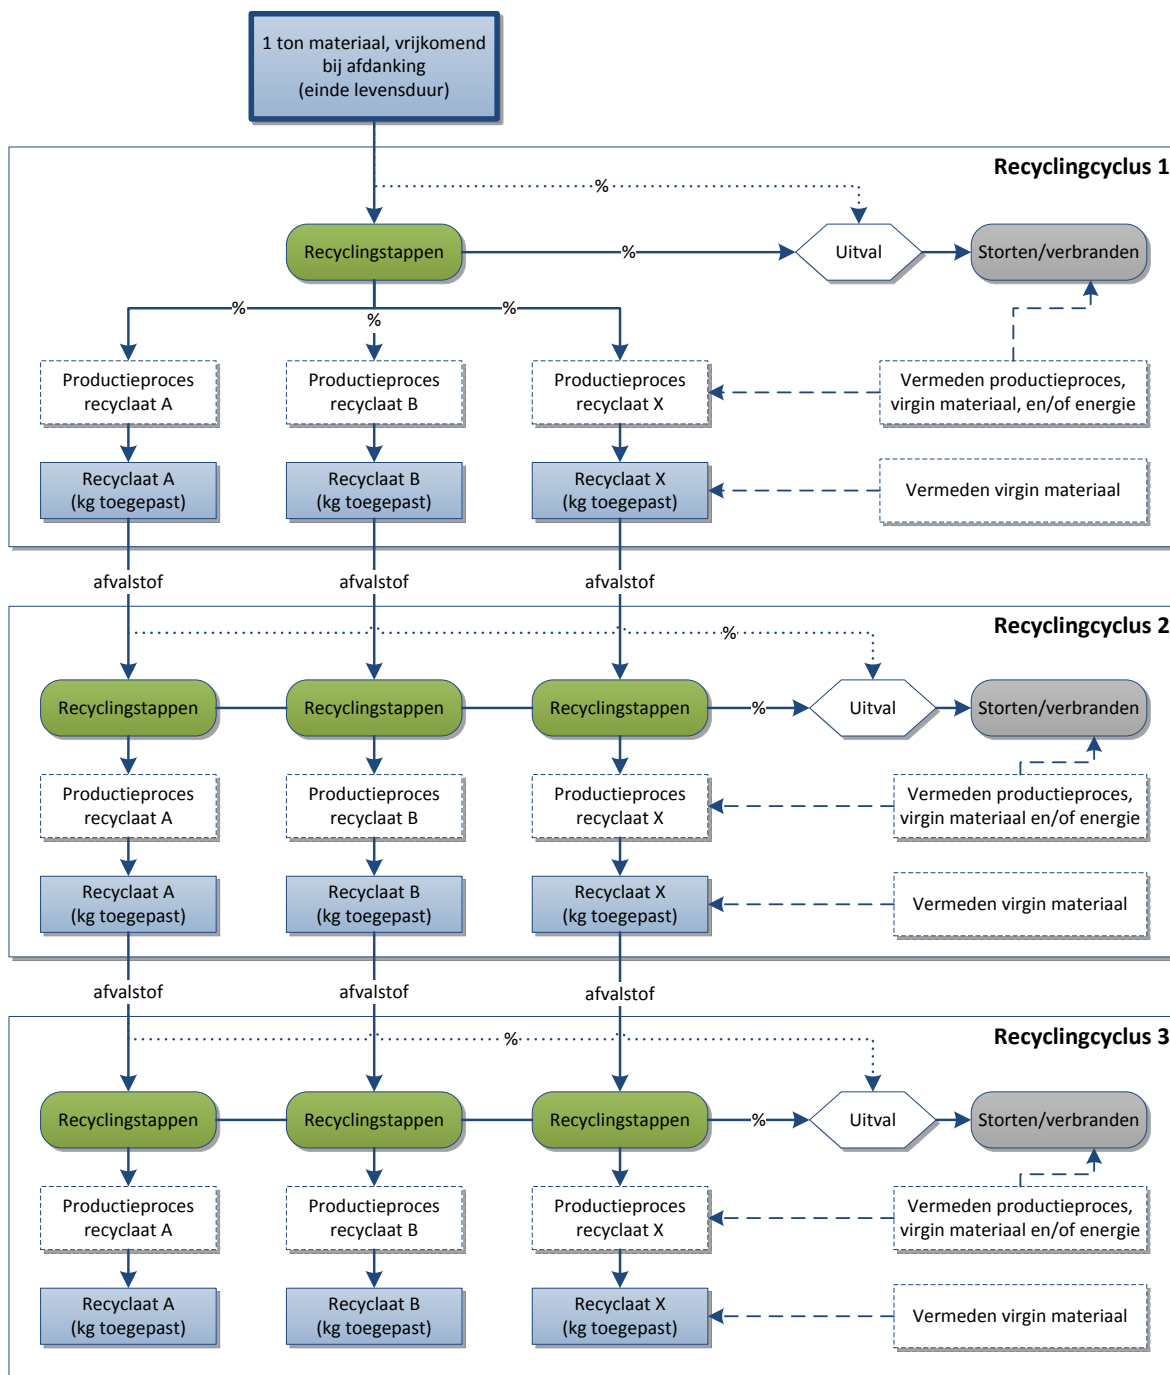 1 ton materiaal, vrijkomend
bij afdanking
(einde levensduur)
Recyclingcyclus 1
%
Recyclingstappen
%
Uitval
Storten/verbranden
%
%
%
Productieproces
recyclaat A
Productieproces
recyclaat B
Productieproces
recyclaat X
Vermeden productieproces,
virgin materiaal, en/of energie
Recyclaat A
(kg toegepast)
Recyclaat B
(kg toegepast)
Recyclaat X
(kg toegepast)
Vermeden virgin materiaal
afvalstof
afvalstof
afvalstof
Recyclingcyclus 2
%
Recyclingstappen
Recyclingstappen
Recyclingstappen
%
Uitval
Storten/verbranden
Productieproces
recyclaat A
Productieproces
recyclaat B
Productieproces
recyclaat X
Vermeden productieproces,
virgin materiaal en/of energie
Recyclaat A
(kg toegepast)
Recyclaat B
(kg toegepast)
Recyclaat X
(kg toegepast)
Vermeden virgin materiaal
afvalstof
afvalstof
afvalstof
Recyclingcyclus 3
%
Recyclingstappen
Recyclingstappen
Recyclingstappen
%
Uitval
Storten/verbranden
Productieproces
recyclaat A
Productieproces
recyclaat B
Productieproces
recyclaat X
Vermeden productieproces,
virgin materiaal en/of energie
Recyclaat A
(kg toegepast)
Recyclaat B
(kg toegepast)
Recyclaat X
(kg toegepast)
Vermeden virgin materiaal